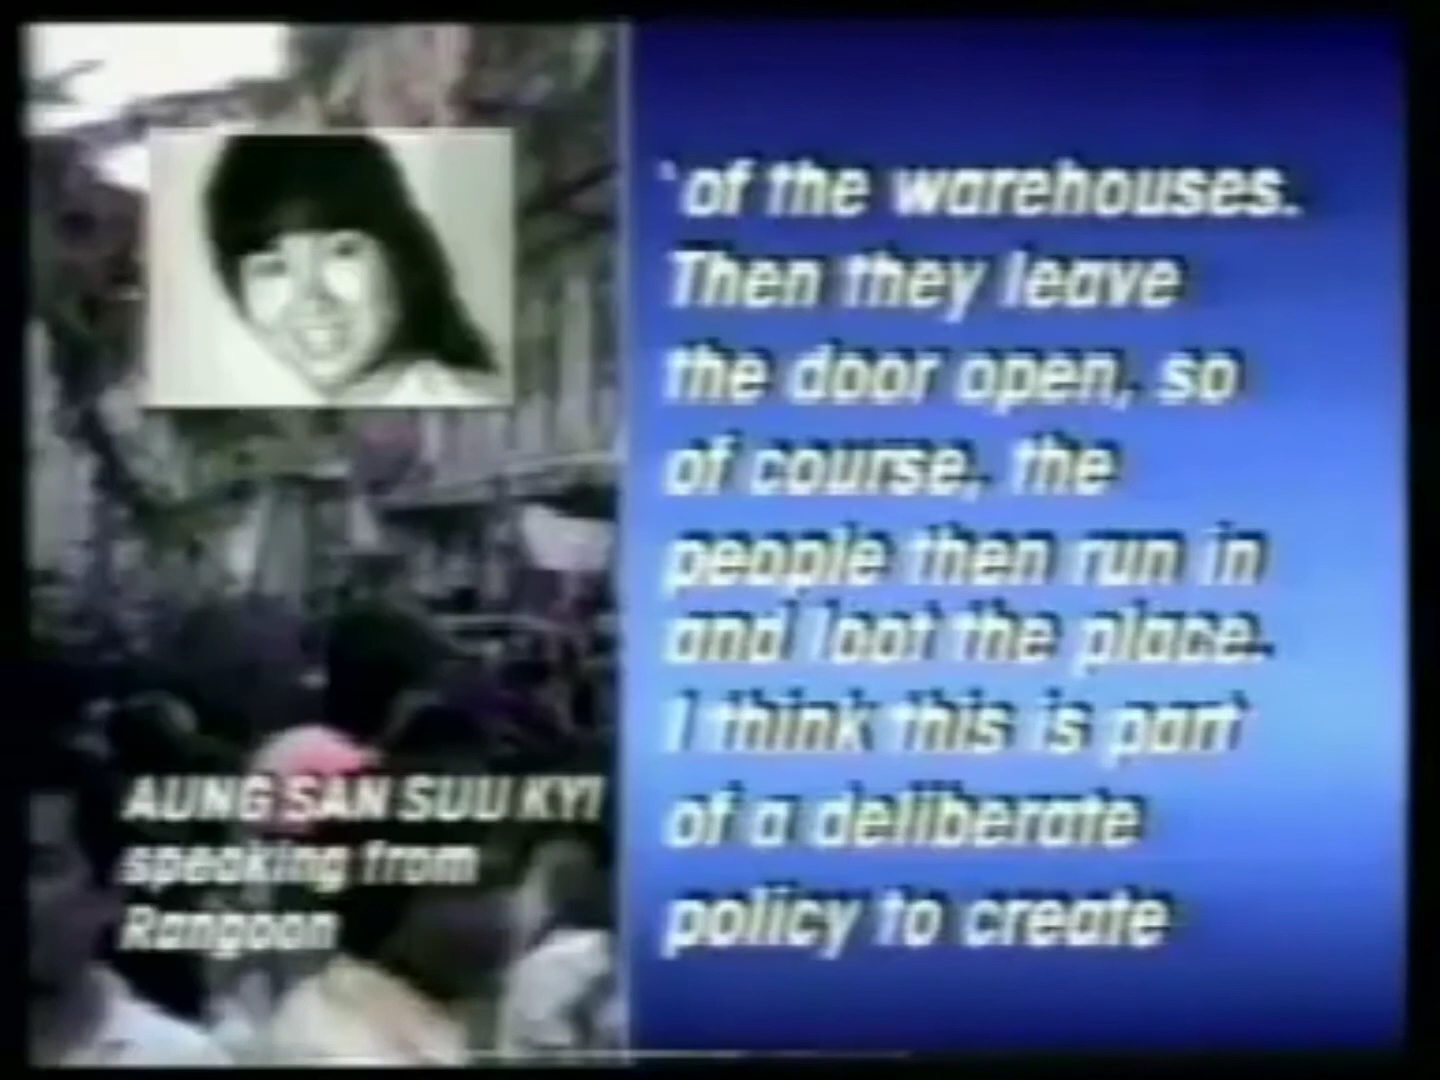 AUNG SAN SUU KYI
speaking from
Rangoon
'of the warehouses.
Then they leave
the door open, so
of course, the
people then run in
and loot the place.
I think this is part
of a deliberate
policy to create